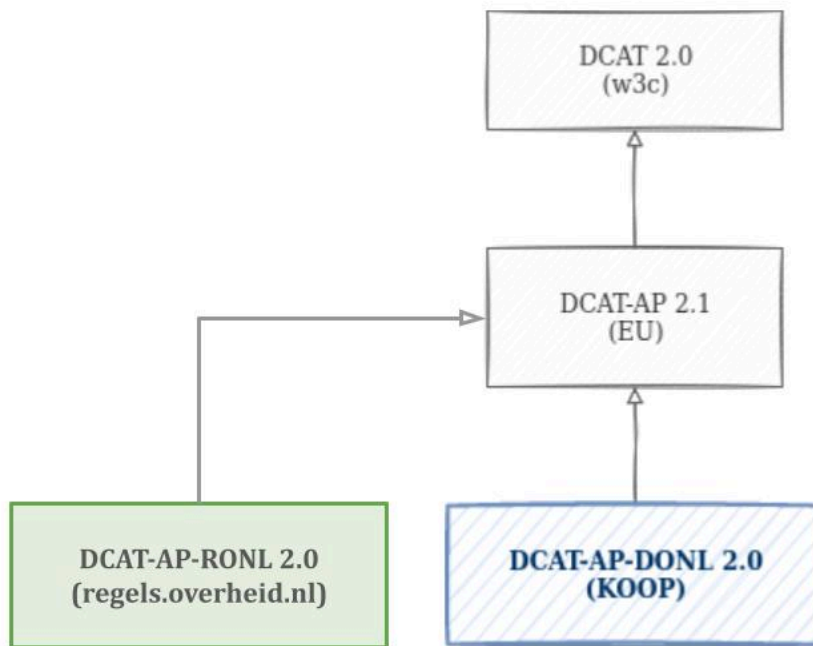 DCAT 2.0
(w3c)
DCAT-AP 2.1
(EU)
DCAT-AP-RONL 2.0
(regels.overheid.nl)
DCAT-AP-DONL 2.0
(KOOP)